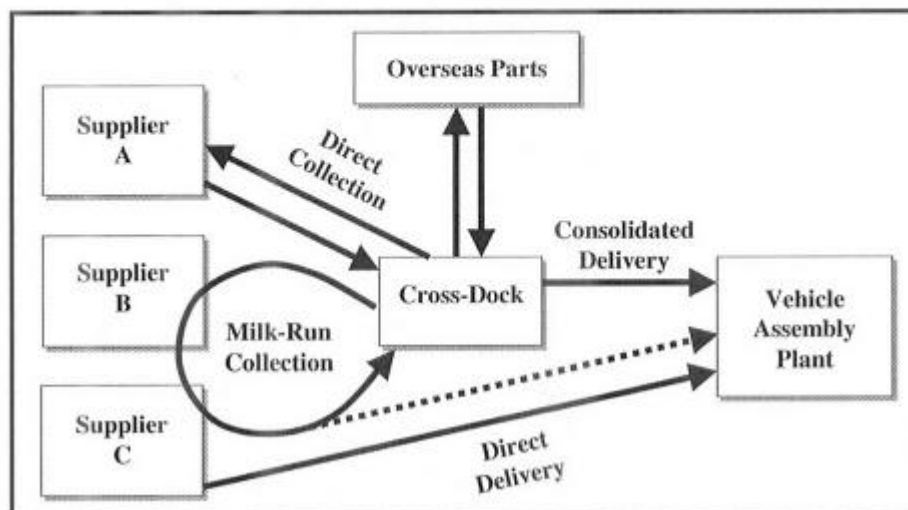 Overseas Parts
Supplier
A
Direct
Collection
Supplier
B
Consolidated
Delivery
Cross-Dock
Vehicle
Assembly
Plant
Milk-Run
Collection
Supplier
C
Direct
Delivery